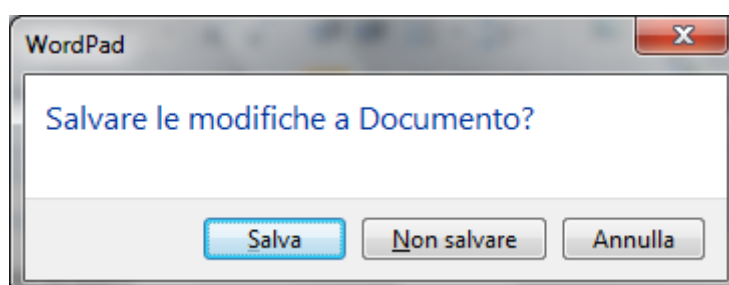 WordPad
Salvare le modifiche a Documento?
Salva Non salvare Annulla